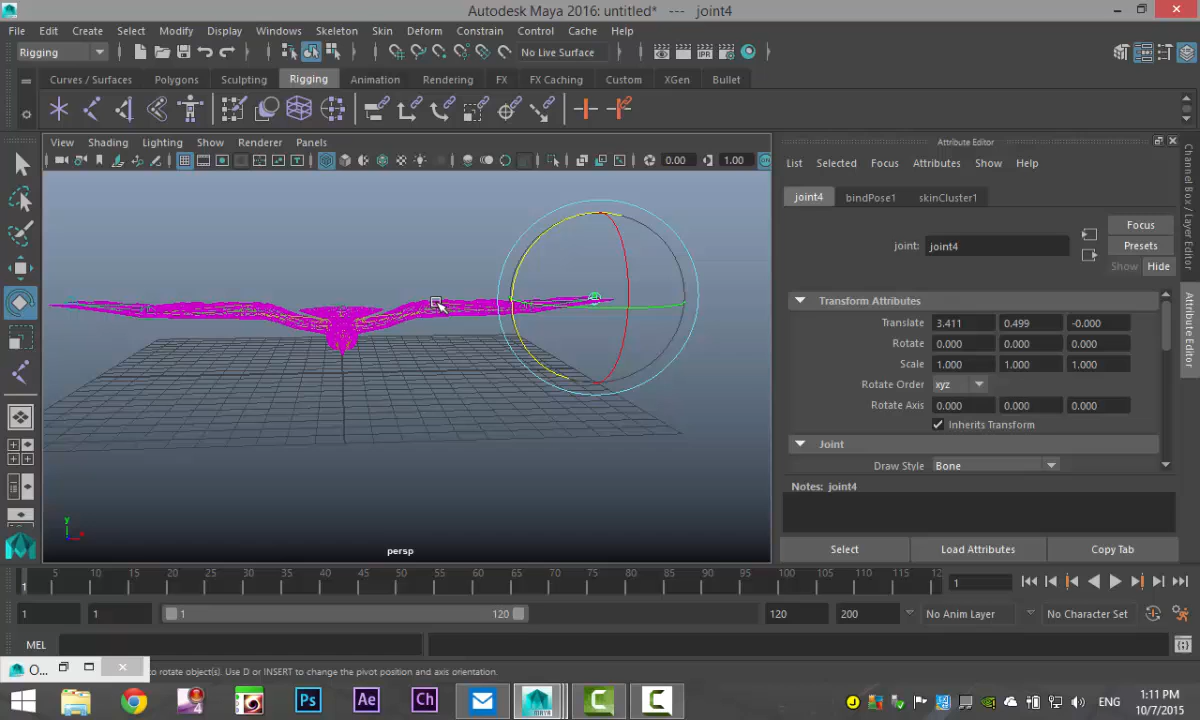 Autodesk Maya 2016: untitled* --- joint4
File Edit Create Select Modify Display Windows Skeleton Skin Deform Constrain Control Cache Help
Rigging No Live Surface
Curves / Surfaces Polygons Sculpting Rigging Animation Rendering FX FX Caching Custom XGen Bullet
View Shading Lighting Show Renderer Panels
0.00 1.00
Attribute Editor
List Selected Focus Attributes Show Help
joint4 bindPose1 skinCluster1
Focus
joint: joint4 Presets
Show Hide
Transform Attributes
Translate 3.411 0.499 -0.000
Rotate 0.000 0.000 0.000
Scale 1.000 1.000 1.000
Rotate Order xyz
Rotate Axis 0.000 0.000 0.000
Inherits Transform
Joint
Draw Style Bone
Notes: joint4
Select Load Attributes Copy Tab
Channel Box / Layer Editor
Attribute Editor
y
persp
5 10 15 20 25 30 35 40 45 50 55 60 65 70 75 80 85 90 95 100 105 110 115 12
1 1
1 1 1 120 120 200 No Anim Layer No Character Set
MEL
O... to rotate object(s). Use D or INSERT to change the pivot position and axis orientation.
Ps Ae Ch MAYA ENG
1:11 PM
10/7/2015